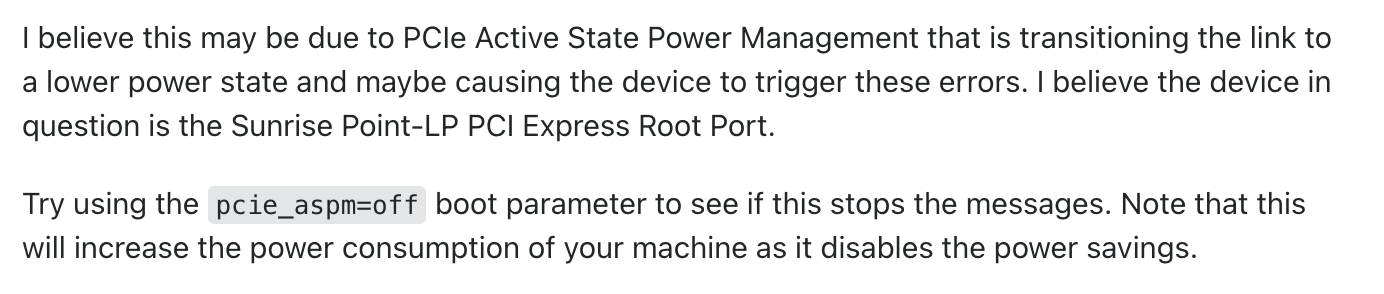 I believe this may be due to PCIe Active State Power Management that is transitioning the link to
a lower power state and maybe causing the device to trigger these errors. I believe the device in
question is the Sunrise Point-LP PCI Express Root Port.
Try using the pcie_aspm=off boot parameter to see if this stops the messages. Note that this
will increase the power consumption of your machine as it disables the power savings.